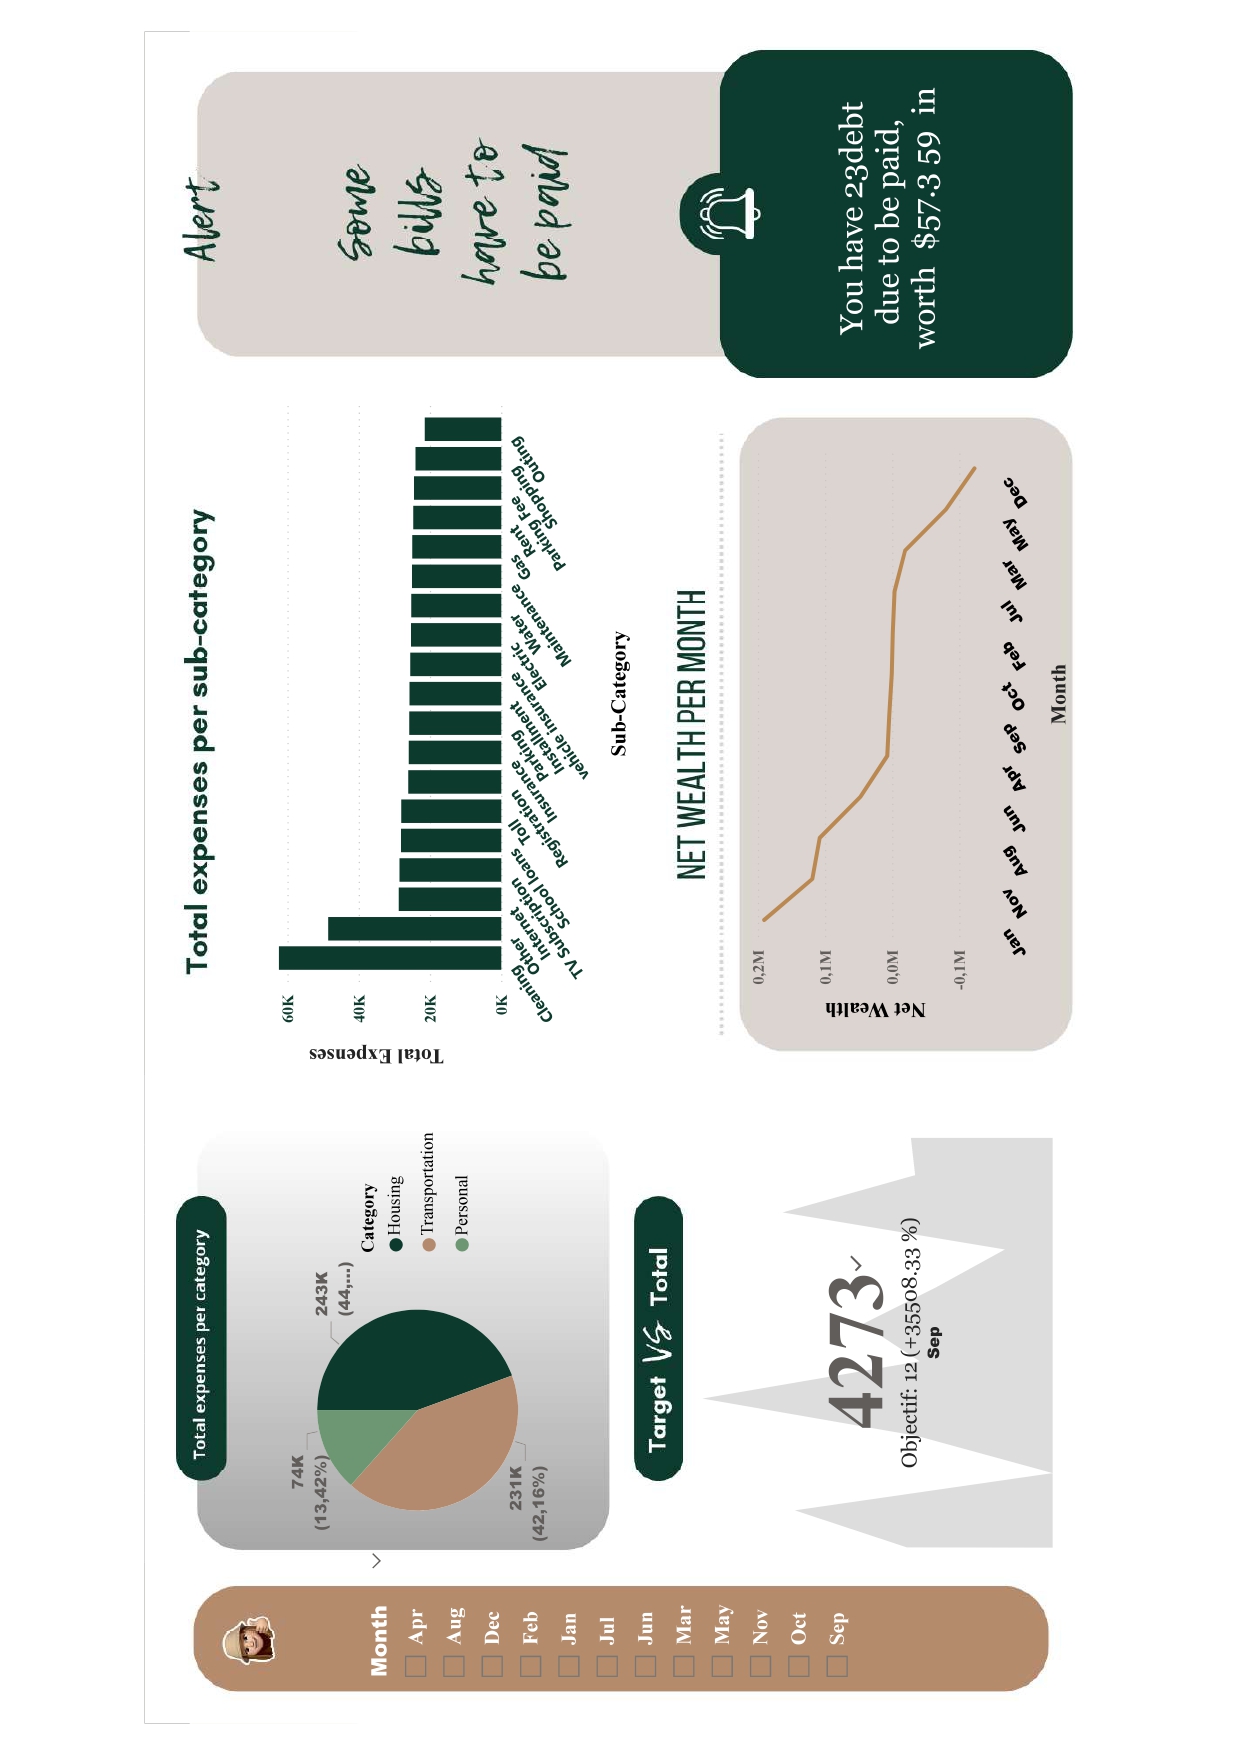 Month
Apr
Aug
Dec
Feb
Jan
Jul
Jun
Mar
May
Nov
Oct
Sep
Total expenses per category
74K
(13,42%)
243K
(44,...)
231K
(42,16%)
Category
Housing
Transportation
Personal
Target VS Total
4273
Objectif: 12 (+35508.33 %)
Sep
Total expenses per sub-category
Total Expenses
60K
40K
20K
0K
Cleaning
Other
Internet
TV Subscription
School loans
Toll
Registration
Insurance
Parking
Installment
vehicle insurance
Electric
Water
Maintenance
Gas
Rent
Parking Fee
Shopping
Outing
Sub-Category
NET WEALTH PER MONTH
Net Wealth
0,2M
0,1M
0,0M
-0,1M
Jan
Nov
Aug
Jun
Apr
Sep
Oct
Feb
Jul
Mar
May
Dec
Month
Alert
Some
bills
have to
be paid
You have 23debt
due to be paid,
worth $57.3 59 in